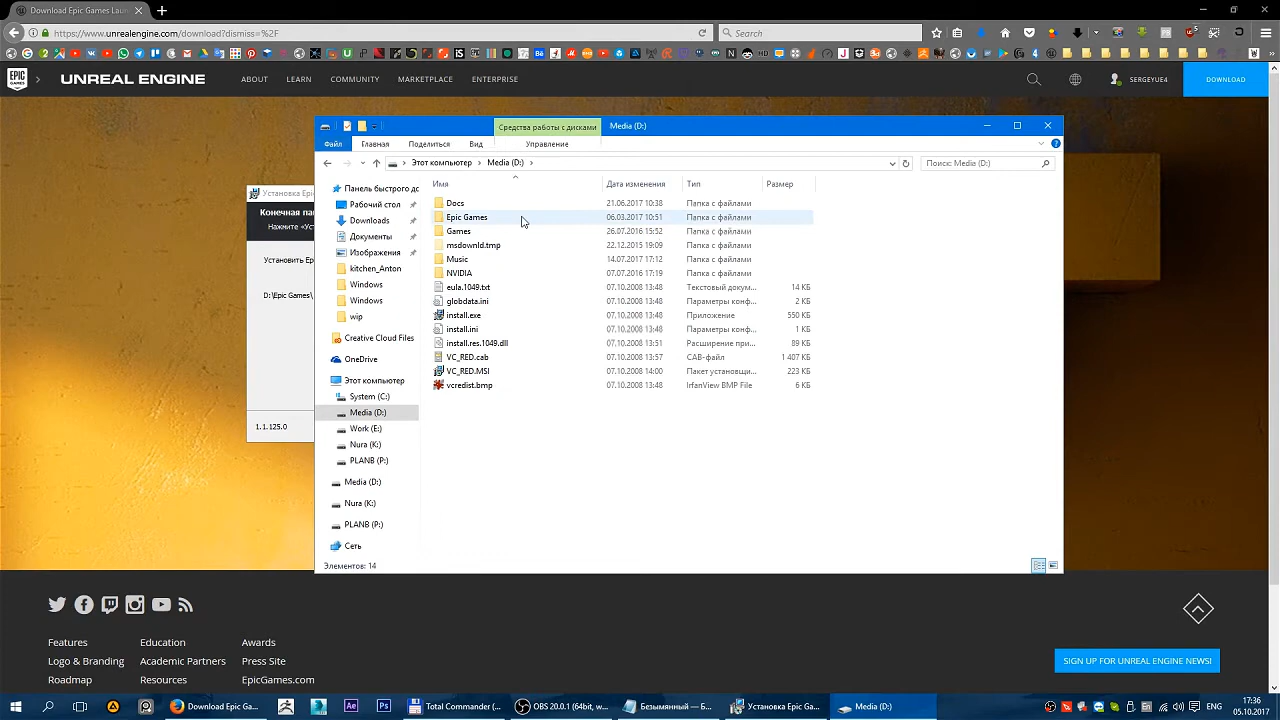 Download Epic Games Laun
https://www.unrealengine.com/download?dismiss=%2F
Search
EPIC GAMES
UNREAL ENGINE
ABOUT
LEARN
COMMUNITY
MARKETPLACE
ENTERPRISE
SERGEYUE4
DOWNLOAD
Средства работы с дисками
Media (D:)
Файл
Главная
Поделиться
Вид
Управление
Этот компьютер
Media (D:)
Поиск: Media (D:)
Имя
Дата изменения
Тип
Размер
Docs 21.06.2017 10:38 Папка с файлами
Epic Games 06.03.2017 10:51 Папка с файлами
Games 26.07.2016 15:52 Папка с файлами
msdownld.tmp 22.12.2015 19:09 Папка с файлами
Music 14.07.2017 17:12 Папка с файлами
NVIDIA 07.07.2016 17:19 Папка с файлами
eula.1049.txt 07.10.2008 13:48 Текстовый докум... 14 КБ
globdata.ini 07.10.2008 13:48 Параметры конф... 2 КБ
install.exe 07.10.2008 13:48 Приложение 550 КБ
install.ini 07.10.2008 13:48 Параметры конф... 1 КБ
install.res.1049.dll 07.10.2008 13:51 Расширение при... 89 КБ
VC_RED.cab 07.10.2008 13:57 CAB-файл 1 407 КБ
VC_RED.MSI 07.10.2008 14:00 Пакет установщи... 223 КБ
vcredist.bmp 07.10.2008 13:48 IrfanView BMP File 6 КБ
Панель быстрого до
Рабочий стол
Downloads
Документы
Изображения
kitchen_Anton
Windows
Windows
wip
Creative Cloud Files
OneDrive
Этот компьютер
System (C:)
Media (D:)
Work (E:)
Nura (K:)
PLANB (P:)
Media (D:)
Nura (K:)
PLANB (P:)
Сеть
Элементов: 14
Установка Epi
Конечная пап
Нажмите «Ус
Установить Ep
D:\Epic Games\
1.1.125.0
Features
Education
Awards
Logo & Branding
Academic Partners
Press Site
Roadmap
Resources
EpicGames.com
SIGN UP FOR UNREAL ENGINE NEWS!
Download Epic Ga...
Total Commander (...
OBS 20.0.1 (64bit, w...
Безымянный — Б...
Установка Epic Ga...
Media (D:)
ENG
17:36
05.10.2017